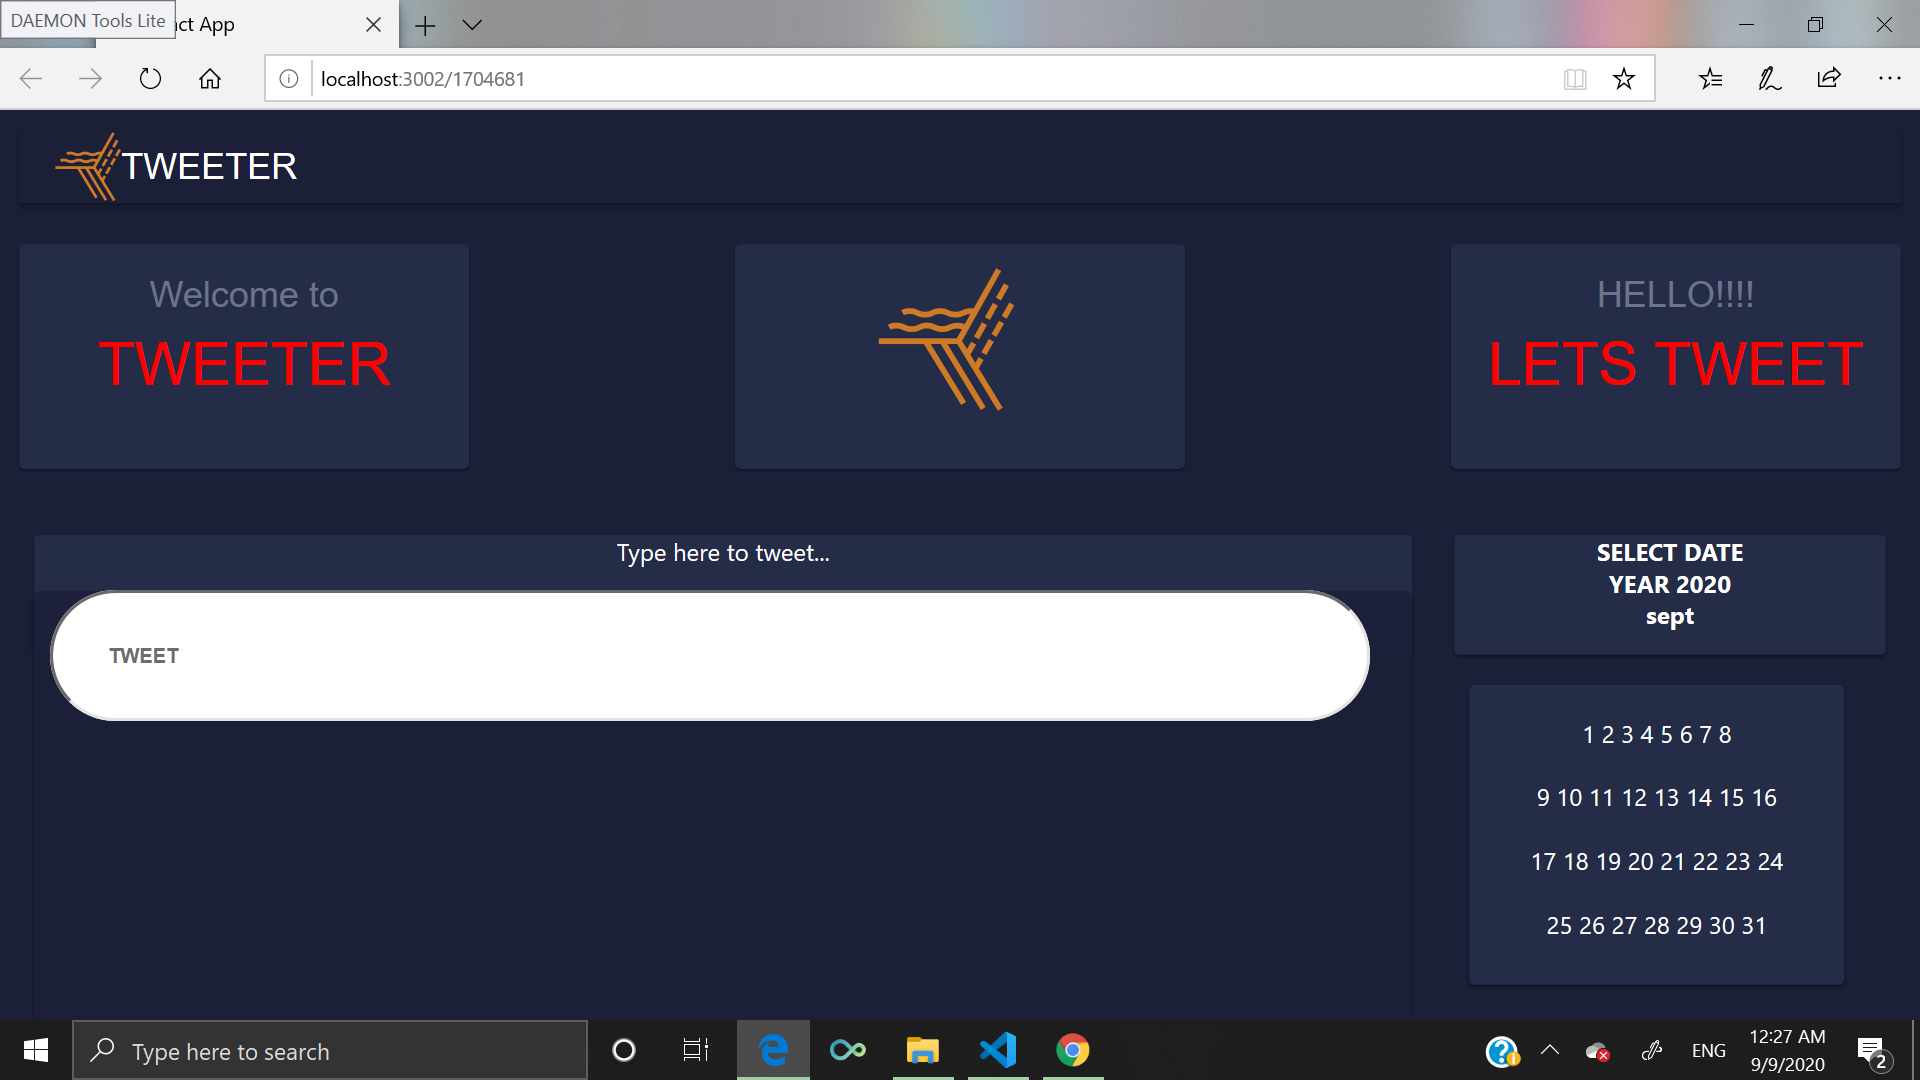 DAEMON Tools Lite
ct App
localhost:3002/1704681
TWEETER
Welcome to
TWEETER
HELLO!!!!
LETS TWEET
Type here to tweet...
TWEET
SELECT DATE
YEAR 2020
sept
1 2 3 4 5 6 7 8
9 10 11 12 13 14 15 16
17 18 19 20 21 22 23 24
25 26 27 28 29 30 31
Type here to search
ENG
12:27 AM
9/9/2020
2